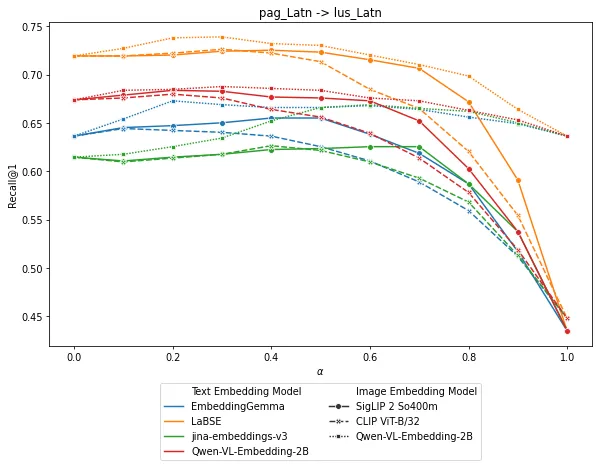 pag_Latn -> lus_Latn
0.75
0.70
0.65
0.60
0.55
0.50
0.45
Recall@1
0.0 0.2 0.4 0.6 0.8 1.0
α
Text Embedding Model Image Embedding Model
EmbeddingGemma SigLIP 2 So400m
LaBSE CLIP ViT-B/32
jina-embeddings-v3 Qwen-VL-Embedding-2B
Qwen-VL-Embedding-2B